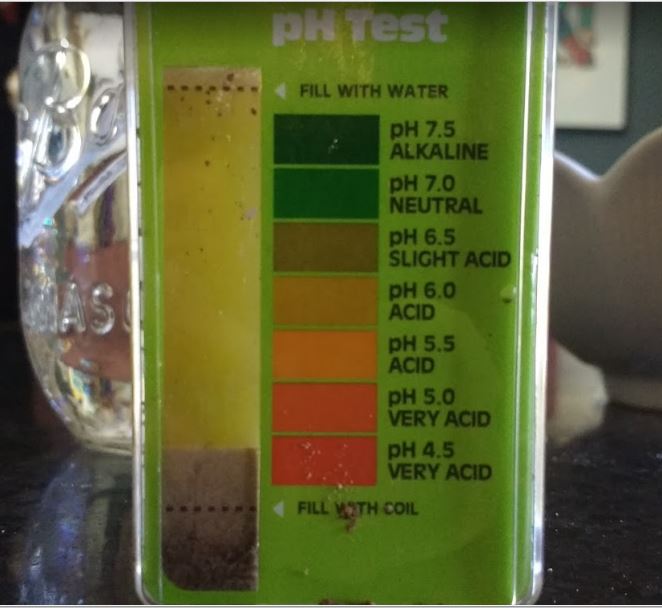 pH Test
FILL WITH WATER
pH 7.5
ALKALINE
pH 7.0
NEUTRAL
pH 6.5
SLIGHT ACID
pH 6.0
ACID
pH 5.5
ACID
pH 5.0
VERY ACID
pH 4.5
VERY ACID
FILL WITH COIL
MAS